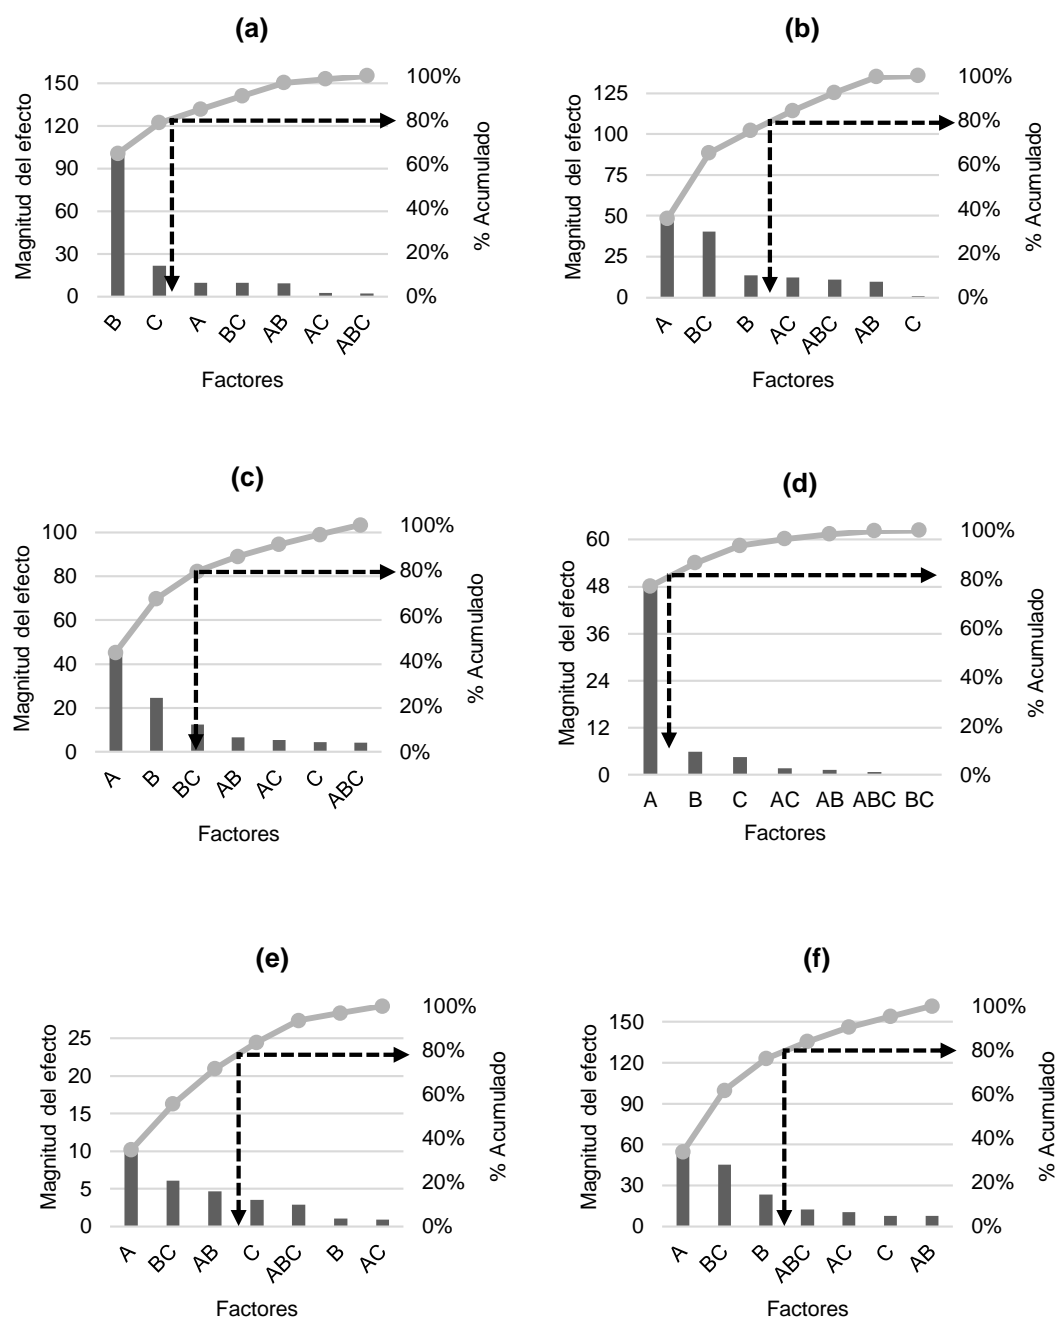 (a)
Magnitud del efecto
150
120
90
60
30
0
100%
80%
60%
40%
20%
0%
% Acumulado
B C A BC AB AC ABC
Factores
(b)
Magnitud del efecto
125
100
75
50
25
0
100%
80%
60%
40%
20%
0%
% Acumulado
A BC B AC ABC AB C
Factores
(c)
Magnitud del efecto
100
80
60
40
20
0
100%
80%
60%
40%
20%
0%
% Acumulado
A B BC AB AC C ABC
Factores
(d)
Magnitud del efecto
60
48
36
24
12
0
100%
80%
60%
40%
20%
0%
% Acumulado
A B C AC AB ABC BC
Factores
(e)
Magnitud del efecto
25
20
15
10
5
0
100%
80%
60%
40%
20%
0%
% Acumulado
A BC AB C ABC B AC
Factores
(f)
Magnitud del efecto
150
120
90
60
30
0
100%
80%
60%
40%
20%
0%
% Acumulado
A BC B ABC AC C AB
Factores